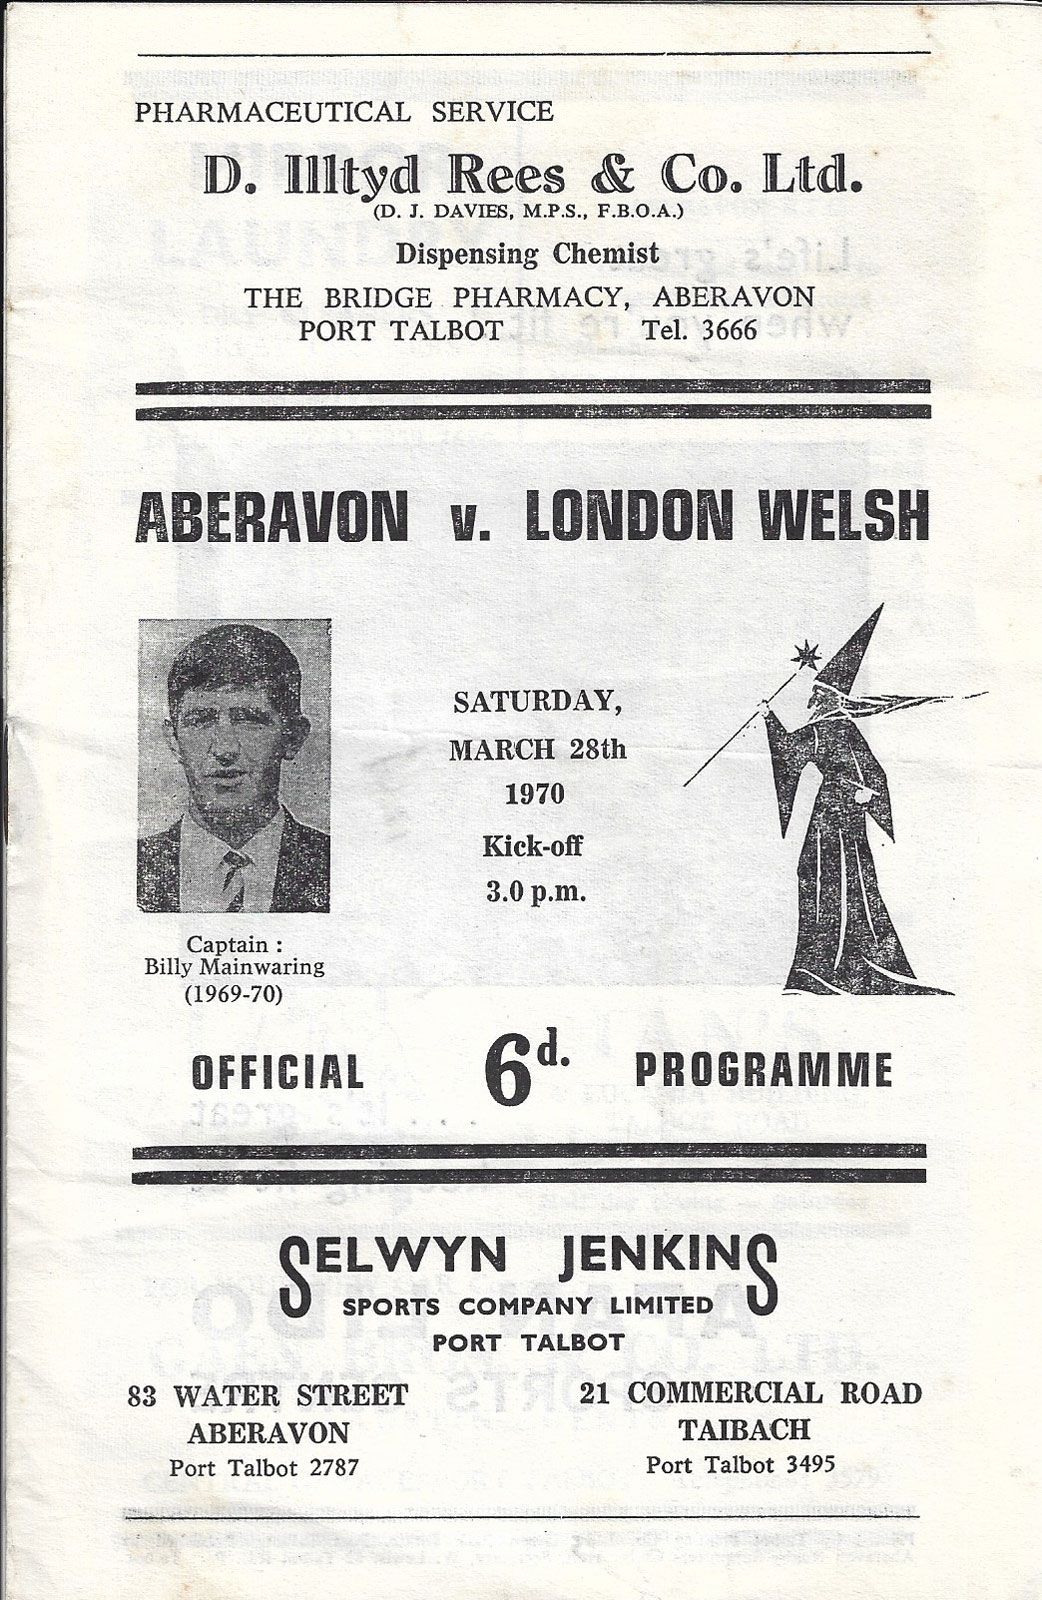 PHARMACEUTICAL SERVICE
D. Illtyd Rees & Co. Ltd.
(D. J. DAVIES, M.P.S., F.B.O.A.)
Dispensing Chemist
THE BRIDGE PHARMACY, ABERAVON
PORT TALBOT Tel. 3666
ABERAVON v. LONDON WELSH
SATURDAY,
MARCH 28th
1970
Kick-off
3.0 p.m.
Captain :
Billy Mainwaring
(1969-70)
OFFICIAL 6d. PROGRAMME
SELWYN JENKINS
SPORTS COMPANY LIMITED
PORT TALBOT
83 WATER STREET
ABERAVON
Port Talbot 2787
21 COMMERCIAL ROAD
TAIBACH
Port Talbot 3495